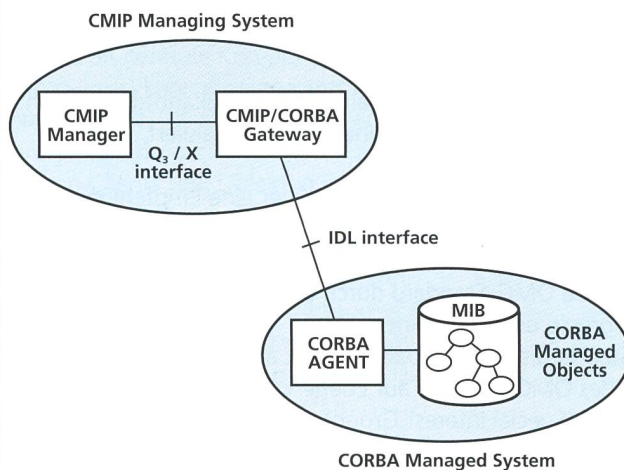 CMIP Managing System
CMIP
Manager
CMIP/CORBA
Gateway
Q₃ / X
interface
IDL interface
CORBA
AGENT
MIB
CORBA
Managed
Objects
CORBA Managed System